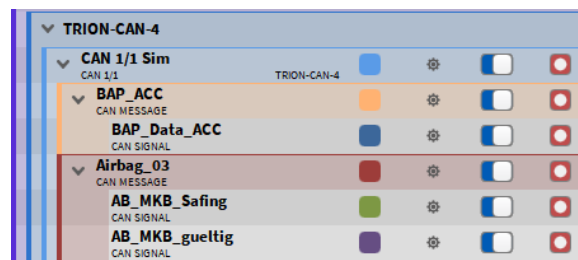 TRION-CAN-4
CAN 1/1 Sim
CAN 1/1 TRION-CAN-4
BAP_ACC
CAN MESSAGE
BAP_Data_ACC
CAN SIGNAL
Airbag_03
CAN MESSAGE
AB_MKB_Safing
CAN SIGNAL
AB_MKB_gueltig
CAN SIGNAL